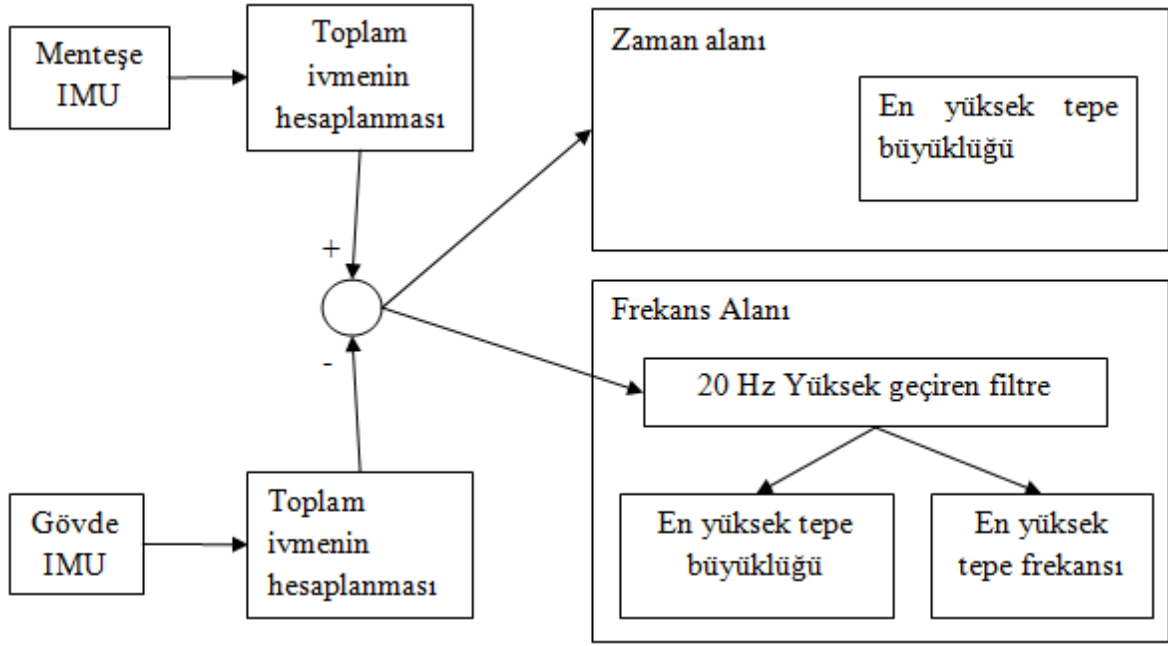 Menteşe
IMU
Toplam
ivmenin
hesaplanması
Zaman alanı
En yüksek tepe
büyüklüğü
+
-
Frekans Alanı
20 Hz Yüksek geçiren filtre
En yüksek tepe
büyüklüğü
En yüksek
tepe frekansı
Gövde
IMU
Toplam
ivmenin
hesaplanması